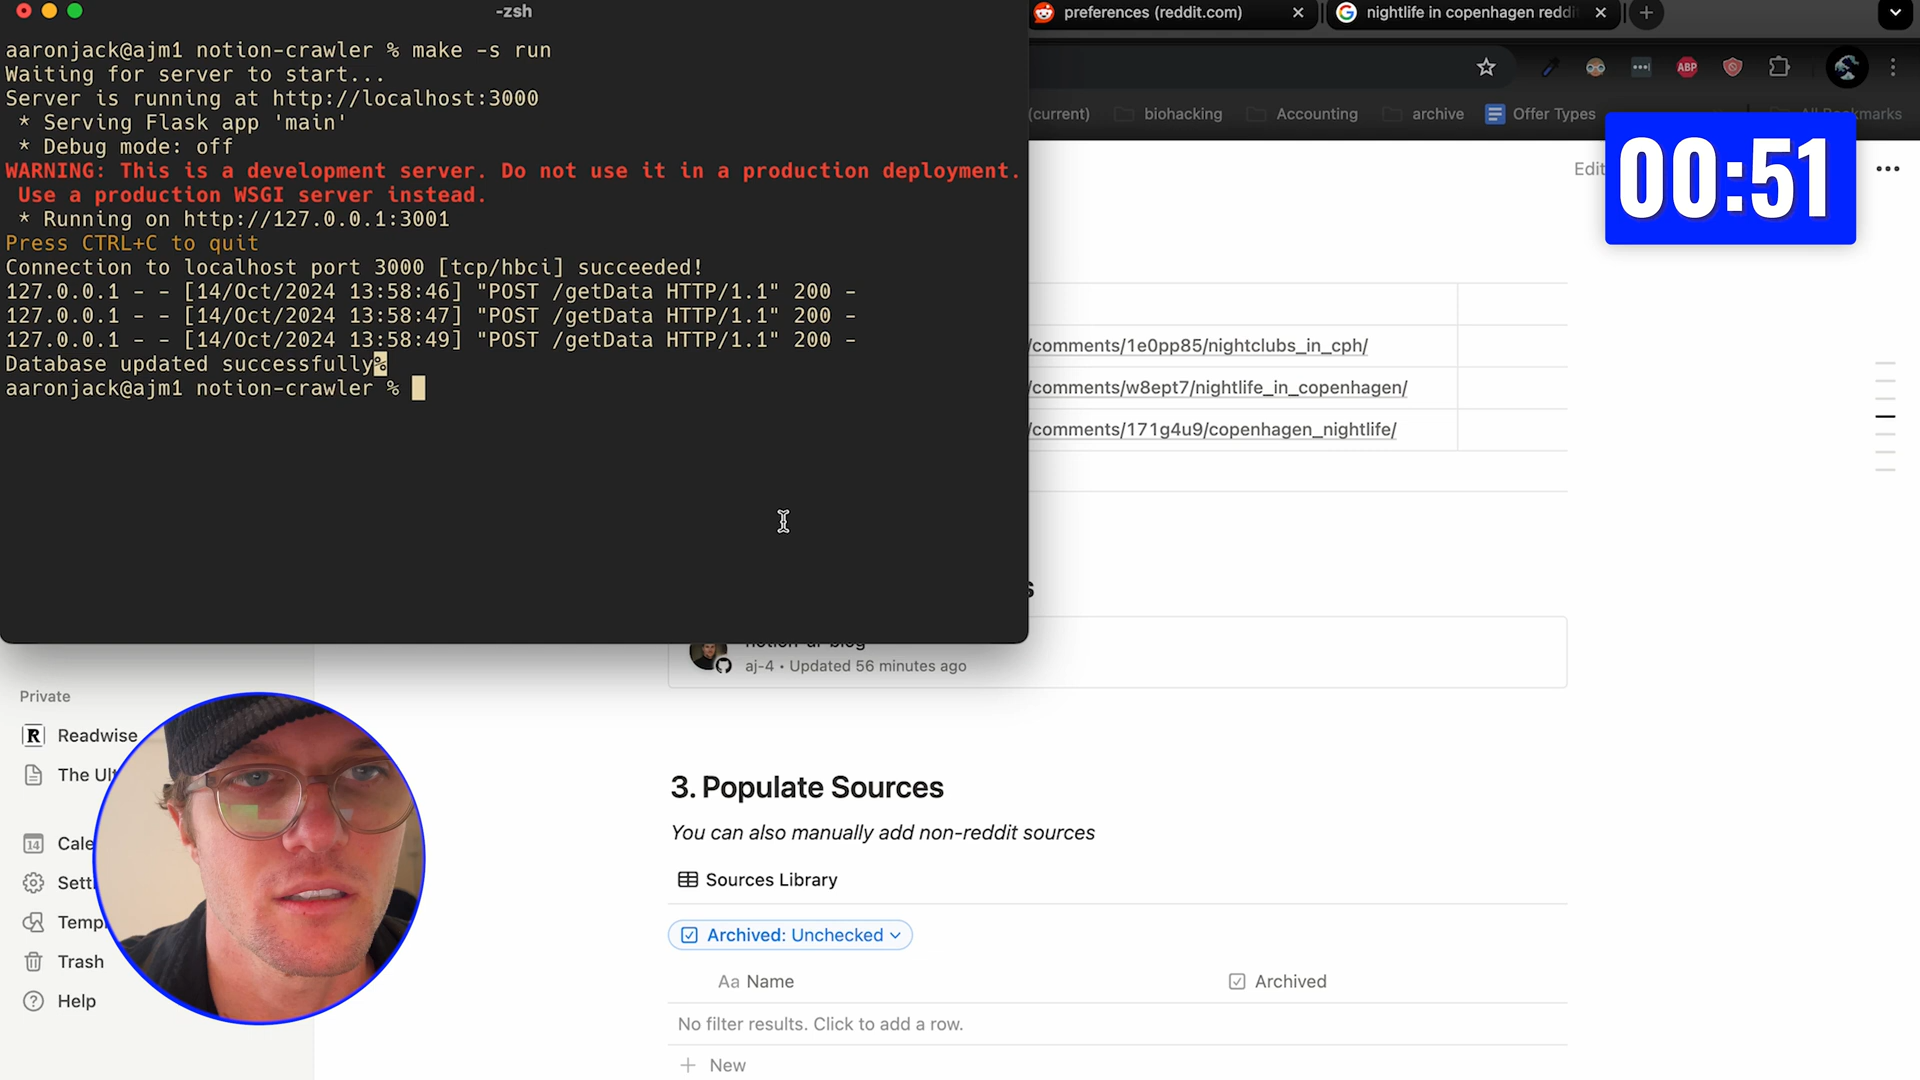 -zsh
aaronjack@ajm1 notion-crawler % make -s run
Waiting for server to start...
Server is running at http://localhost:3000
* Serving Flask app 'main'
* Debug mode: off
WARNING: This is a development server. Do not use it in a production deployment.
Use a production WSGI server instead.
* Running on http://127.0.0.1:3001
Press CTRL+C to quit
Connection to localhost port 3000 [tcp/hbci] succeeded!
127.0.0.1 - - [14/Oct/2024 13:58:46] "POST /getData HTTP/1.1" 200 -
127.0.0.1 - - [14/Oct/2024 13:58:47] "POST /getData HTTP/1.1" 200 -
127.0.0.1 - - [14/Oct/2024 13:58:49] "POST /getData HTTP/1.1" 200 -
Database updated successfully%
aaronjack@ajm1 notion-crawler %
preferences (reddit.com)
nightlife in copenhagen reddi
ABP
(current)
biohacking
Accounting
archive
Offer Types
All Bookmarks
Edit
00:51
/comments/1e0pp85/nightclubs_in_cph/
/comments/w8ept7/nightlife_in_copenhagen/
/comments/171g4u9/copenhagen_nightlife/
aj-4 • Updated 56 minutes ago
Private
R Readwise
The Ult
14 Cale
Setti
Temp
Trash
Help
3. Populate Sources
You can also manually add non-reddit sources
Sources Library
Archived: Unchecked
Aa Name
Archived
No filter results. Click to add a row.
+ New